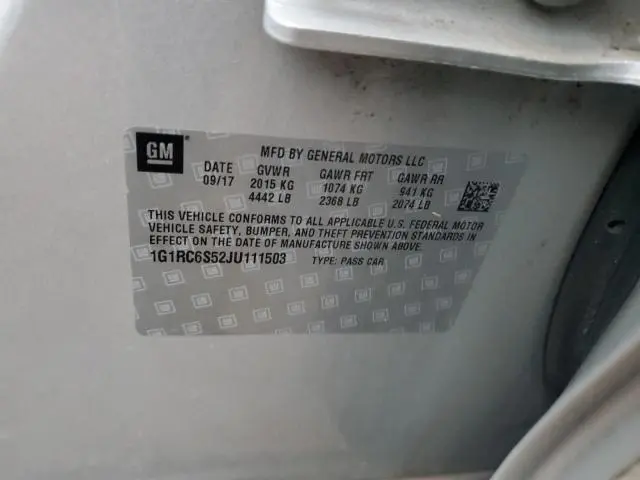 GM
MFD BY GENERAL MOTORS LLC
DATE GVWR GAWR FRT GAWR RR
09/17 2015 KG 1074 KG 941 KG
4442 LB 2368 LB 2074 LB
THIS VEHICLE CONFORMS TO ALL APPLICABLE U.S. FEDERAL MOTOR
VEHICLE SAFETY, BUMPER, AND THEFT PREVENTION STANDARDS IN
EFFECT ON THE DATE OF MANUFACTURE SHOWN ABOVE.
1G1RC6S52JU111503 TYPE: PASS CAR